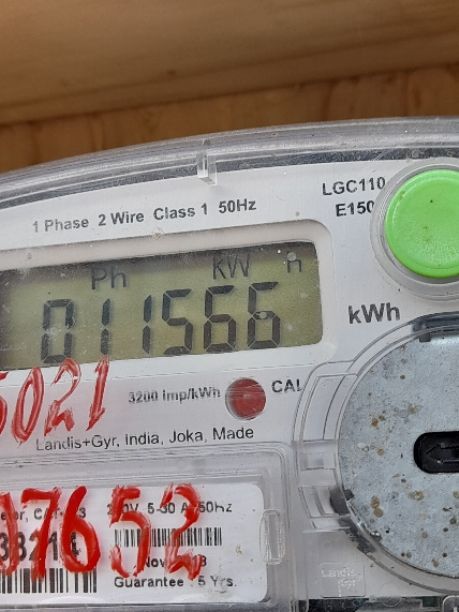 LGC110
E150
1 Phase 2 Wire Class 1 50Hz
Ph KW h
011566
kWh
3200 imp/kWh
CAL
5021
Landis+Gyr, India, Joka, Made
07652
Guarantee 5 Yrs.